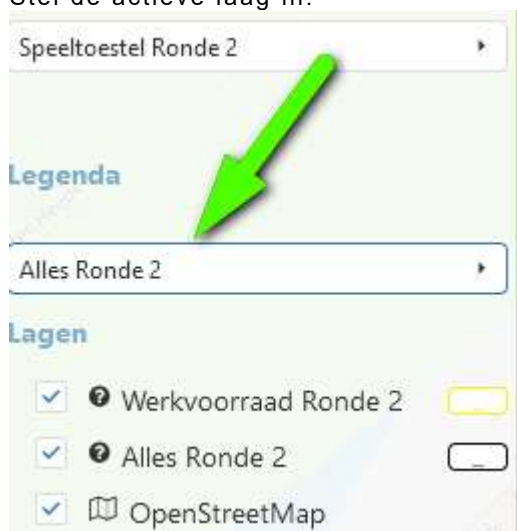 Stel de actieve laag in.
Speeltoestel Ronde 2
Legenda
Alles Ronde 2
Lagen
Werkvoorraad Ronde 2
Alles Ronde 2
OpenStreetMap